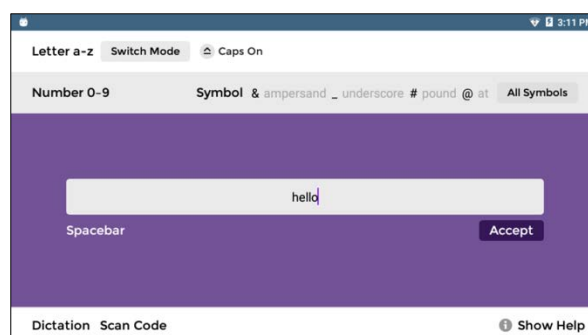 3:11 PM
Letter a-z Switch Mode Caps On
Number 0-9 Symbol & ampersand _ underscore # pound @ at All Symbols
hello
Spacebar Accept
Dictation Scan Code Show Help